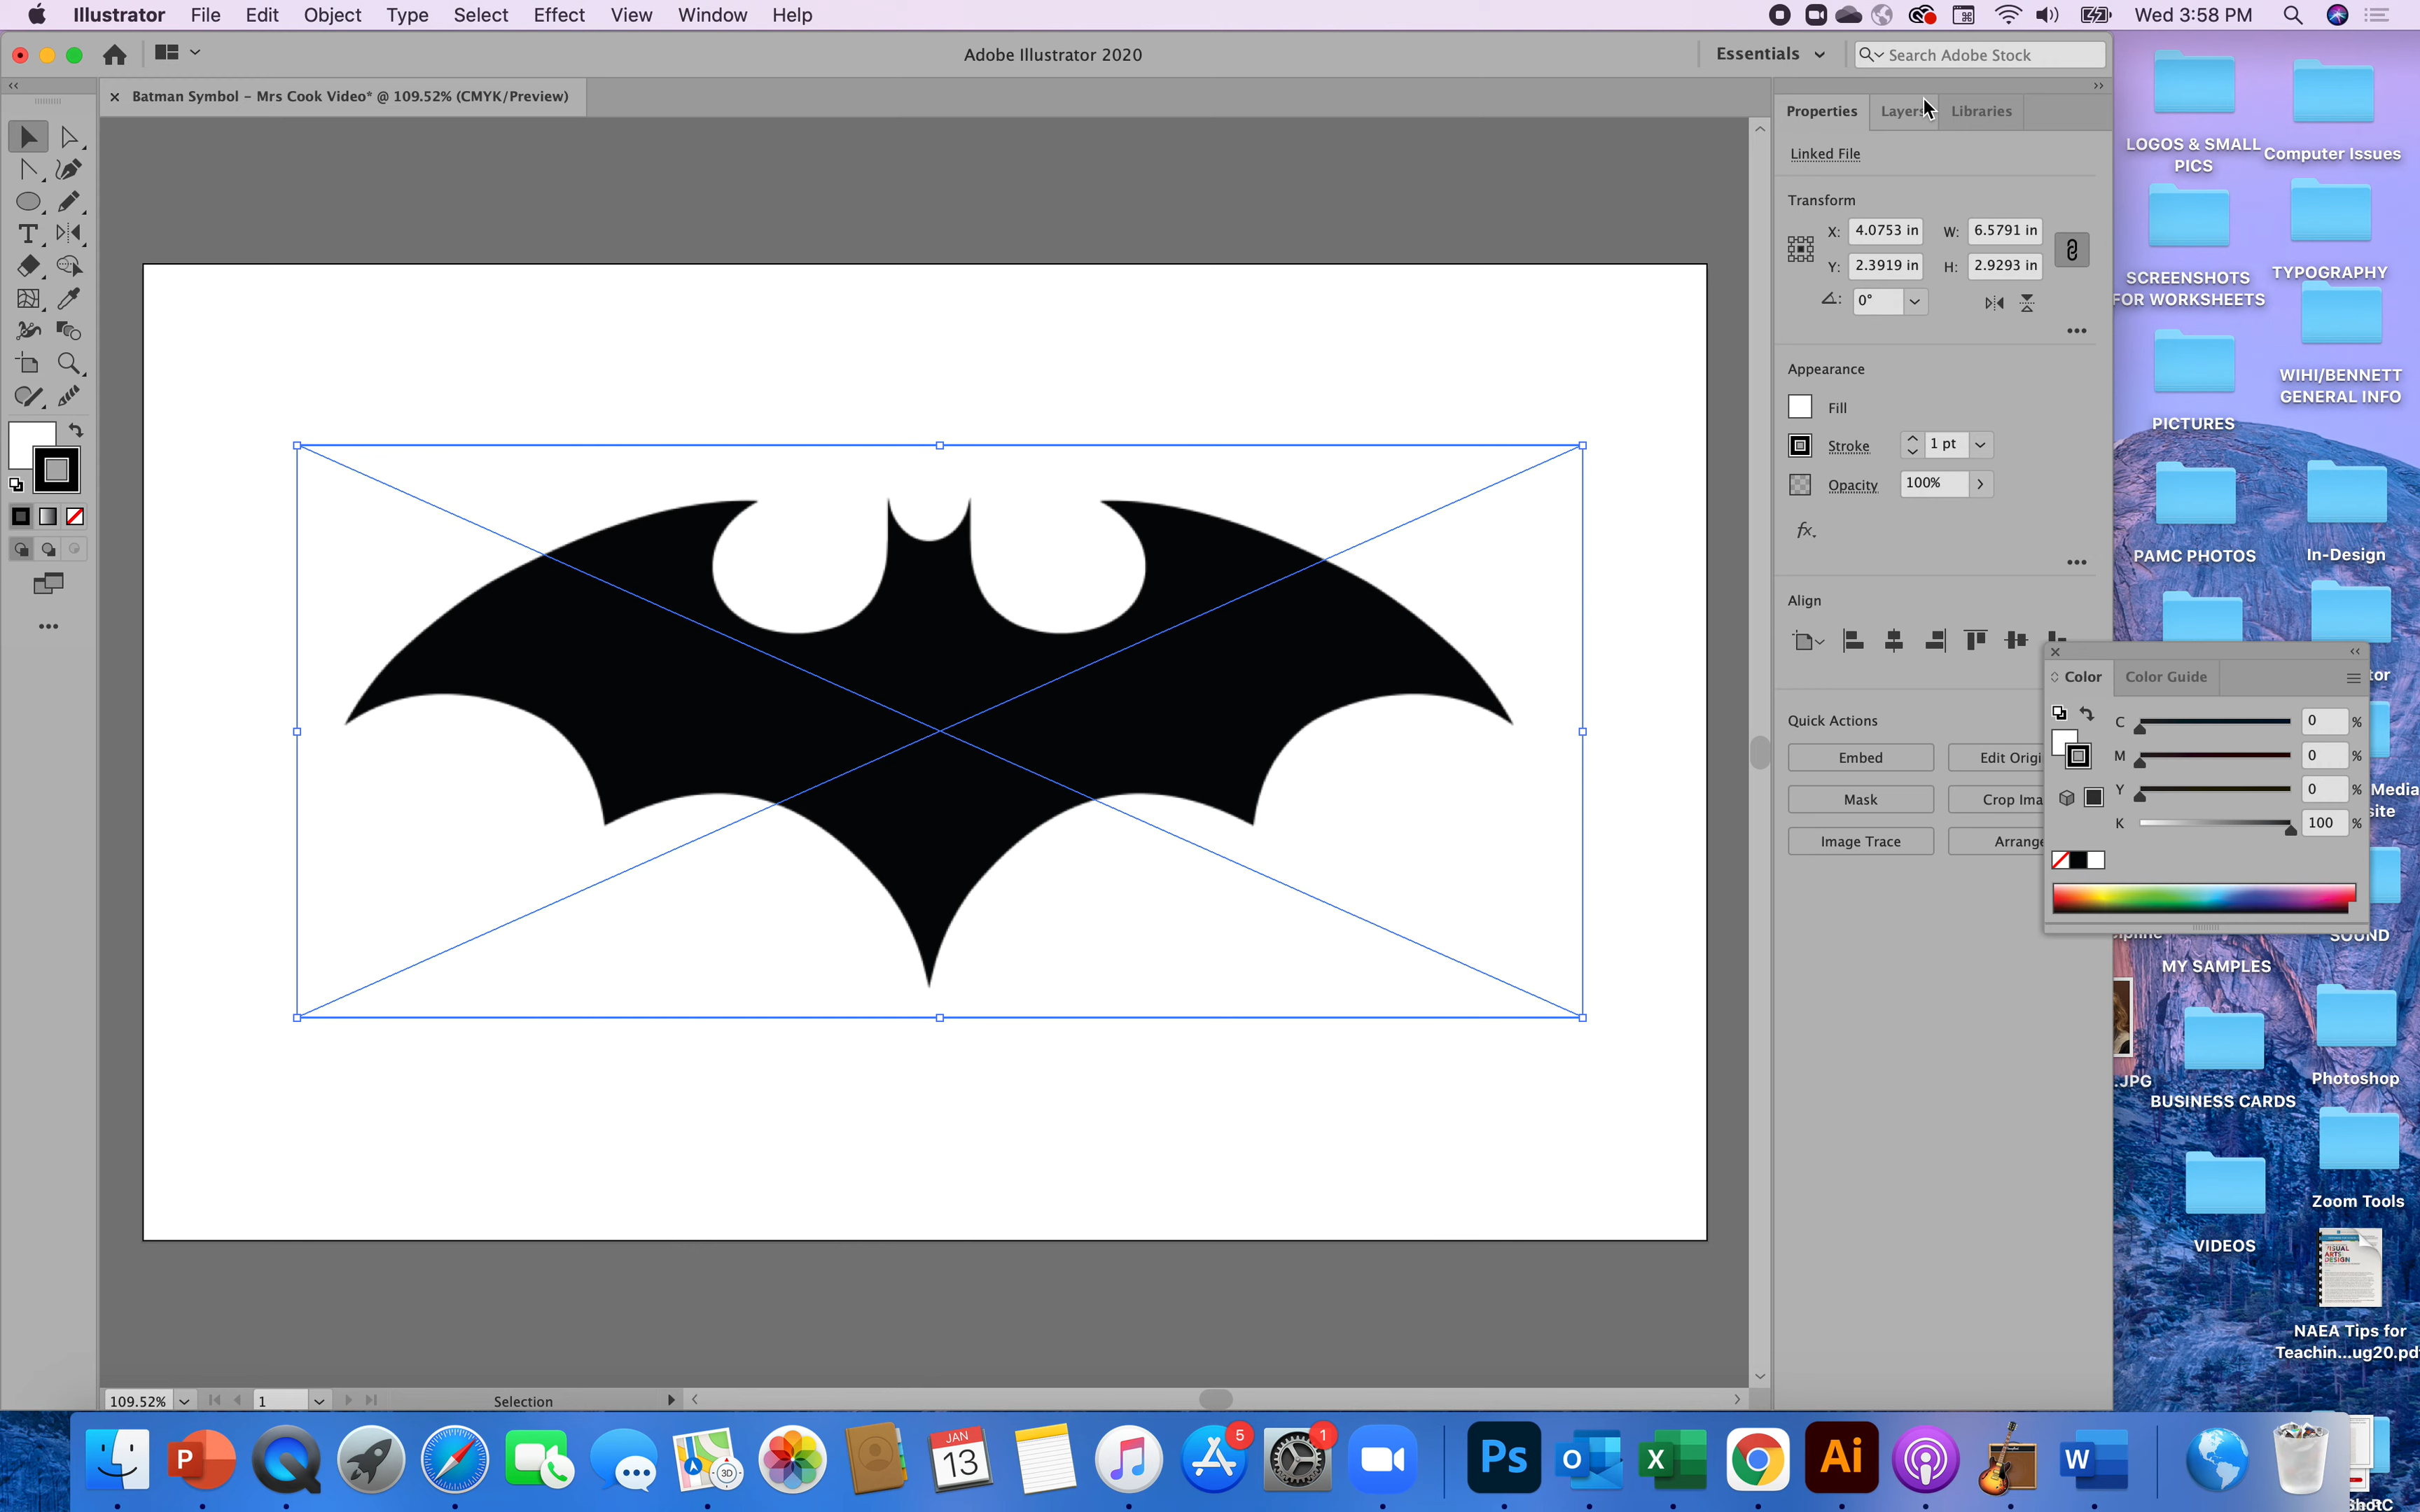 Illustrator File Edit Object Type Select Effect View Window Help
Wed 3:58 PM
Adobe Illustrator 2020
Essentials
Search Adobe Stock
Batman Symbol - Mrs Cook Video* @ 109.52% (CMYK/Preview)
Properties Layers Libraries
Linked File
Transform
X: 4.0753 in W: 6.5791 in
Y: 2.3919 in H: 2.9293 in
0°
Appearance
Fill
Stroke 1 pt
Opacity 100%
fx.
Align
Quick Actions
Embed Edit Origi
Mask Crop Ima
Image Trace Arrange
Color Color Guide
C 0 %
M 0 %
Y 0 %
K 100 %
LOGOS & SMALL
PICS
Computer Issues
SCREENSHOTS
FOR WORKSHEETS
TYPOGRAPHY
WIHI/BENNETT
GENERAL INFO
PICTURES
PAMC PHOTOS
In-Design
tor
Media
site
SOUND
MY SAMPLES
.JPG
Photoshop
BUSINESS CARDS
Zoom Tools
VIDEOS
NAEA Tips for
Teachin...ug20.pd
109.52%
1
Selection
P
3D
JAN
13
5
1
Ps
O
X
Ai
W